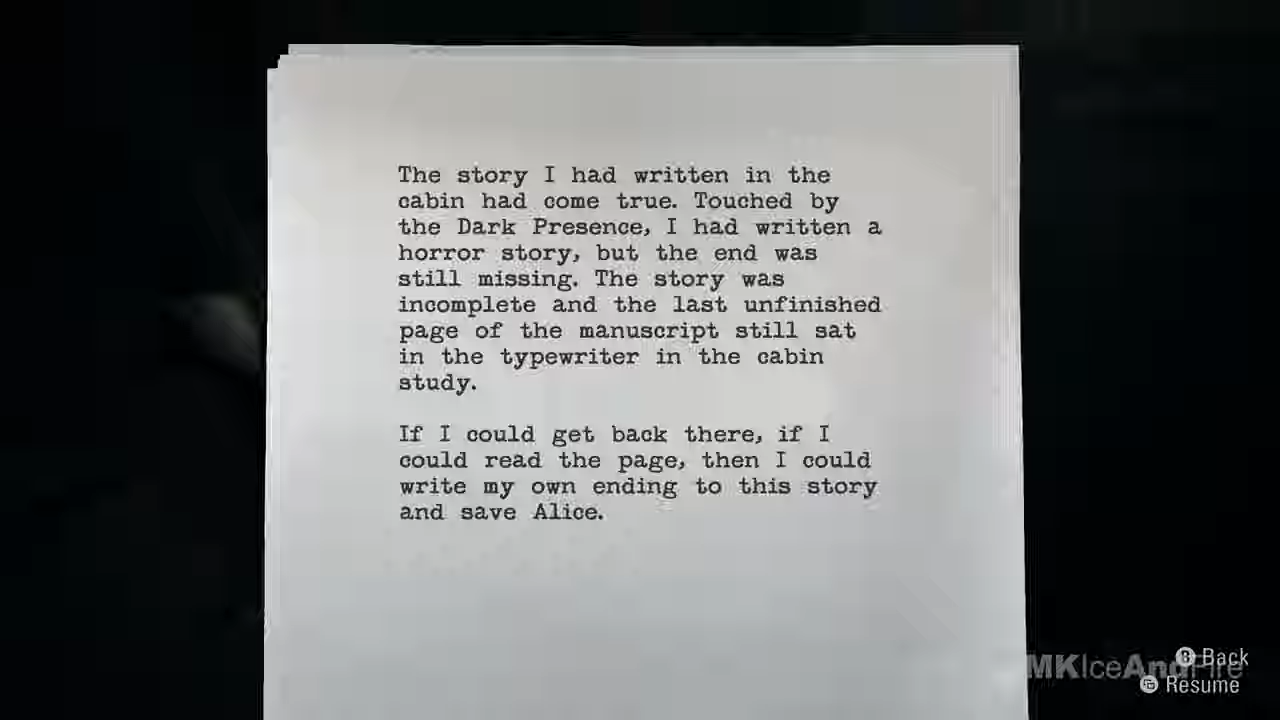 The story I had written in the
cabin had come true. Touched by
the Dark Presence, I had written a
horror story, but the end was
still missing. The story was
incomplete and the last unfinished
page of the manuscript still sat
in the typewriter in the cabin
study.
If I could get back there, if I
could read the page, then I could
write my own ending to this story
and save Alice.
MKIceAndFire
B Back
Resume